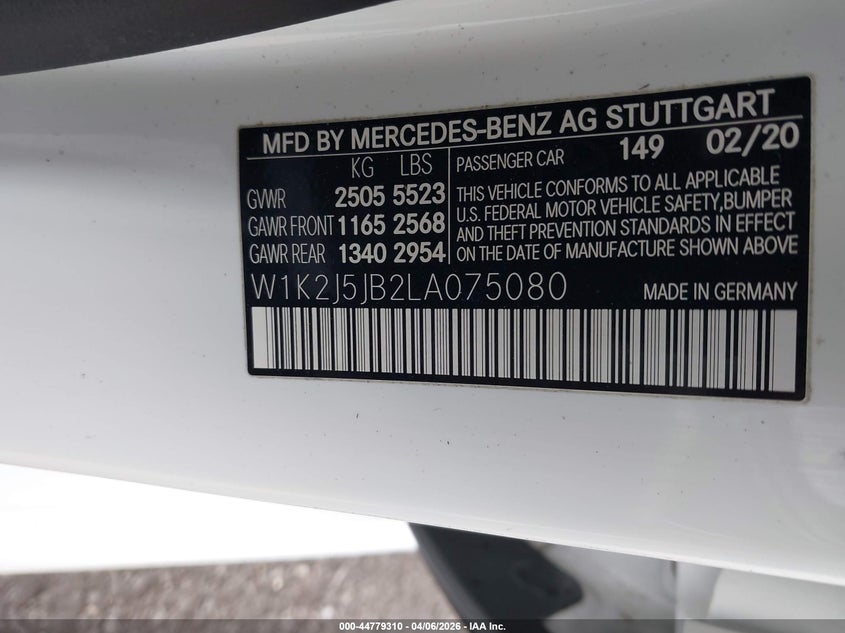 MFD BY MERCEDES-BENZ AG STUTTGART
KG LBS PASSENGER CAR 149 02/20
GVWR 2505 5523
GAWR FRONT 1165 2568
GAWR REAR 1340 2954
THIS VEHICLE CONFORMS TO ALL APPLICABLE
U.S. FEDERAL MOTOR VEHICLE SAFETY, BUMPER
AND THEFT PREVENTION STANDARDS IN EFFECT
ON THE DATE OF MANUFACTURE SHOWN ABOVE
W1K2J5JB2LA075080 MADE IN GERMANY
000-44779310 | 04/06/2026 - IAA Inc.